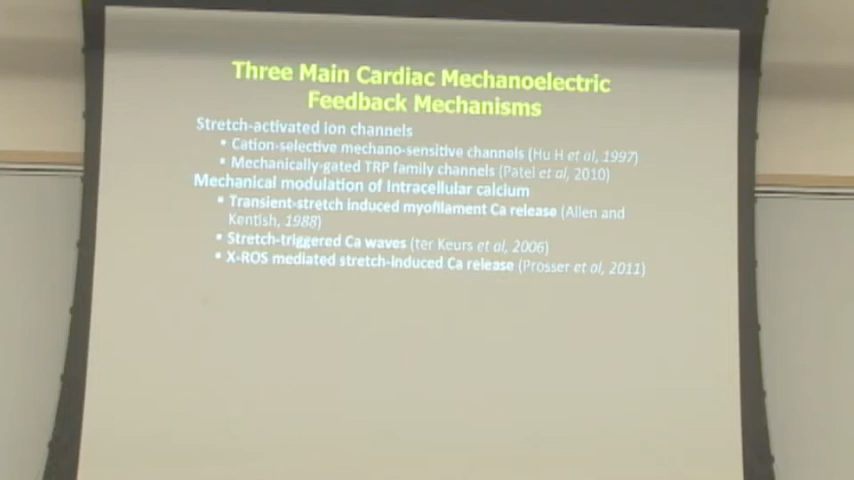 Three Main Cardiac Mechanoelectric
Feedback Mechanisms
Stretch-activated ion channels
• Cation-selective mechano-sensitive channels (Hu H et al, 1997)
• Mechanically-gated TRP family channels (Patel et al, 2010)
Mechanical modulation of Intracellular calcium
• Transient-stretch induced myofilament Ca release (Allen and
Kentish, 1988)
• Stretch-triggered Ca waves (ter Keurs et al, 2006)
• X-ROS mediated stretch-induced Ca release (Prosser et al, 2011)